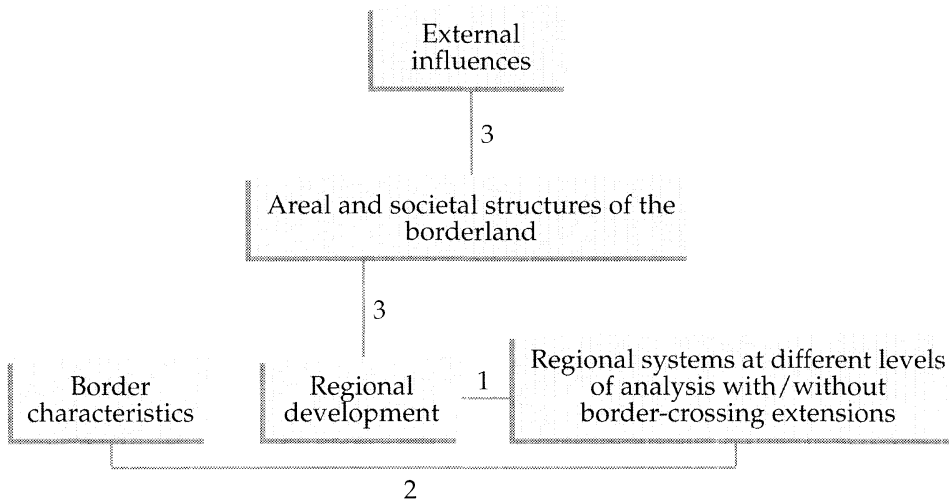 External
influences
3
Areal and societal structures of the
borderland
3
Border
characteristics
Regional
development
1
Regional systems at different levels
of analysis with/without
border-crossing extensions
2